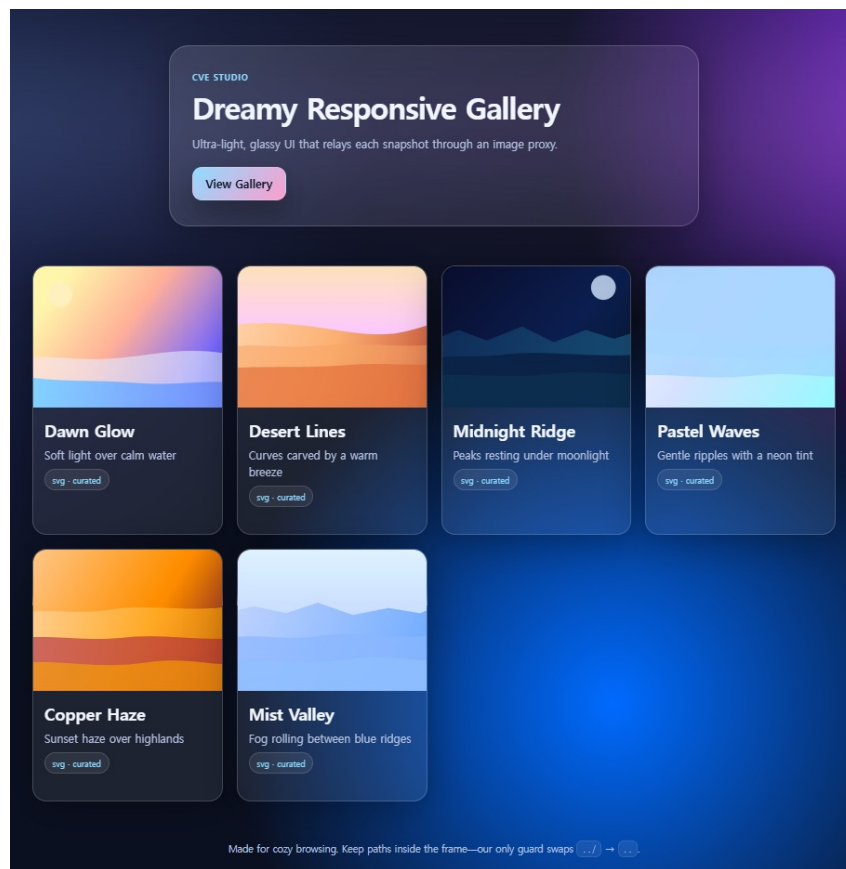 CVE STUDIO
Dreamy Responsive Gallery
Ultra-light, glassy UI that relays each snapshot through an image proxy.
View Gallery
Dawn Glow
Soft light over calm water
svg · curated
Desert Lines
Curves carved by a warm
breeze
svg · curated
Midnight Ridge
Peaks resting under moonlight
svg · curated
Pastel Waves
Gentle ripples with a neon tint
svg · curated
Copper Haze
Sunset haze over highlands
svg · curated
Mist Valley
Fog rolling between blue ridges
svg · curated
Made for cozy browsing. Keep paths inside the frame—our only guard swaps ../ → .. .